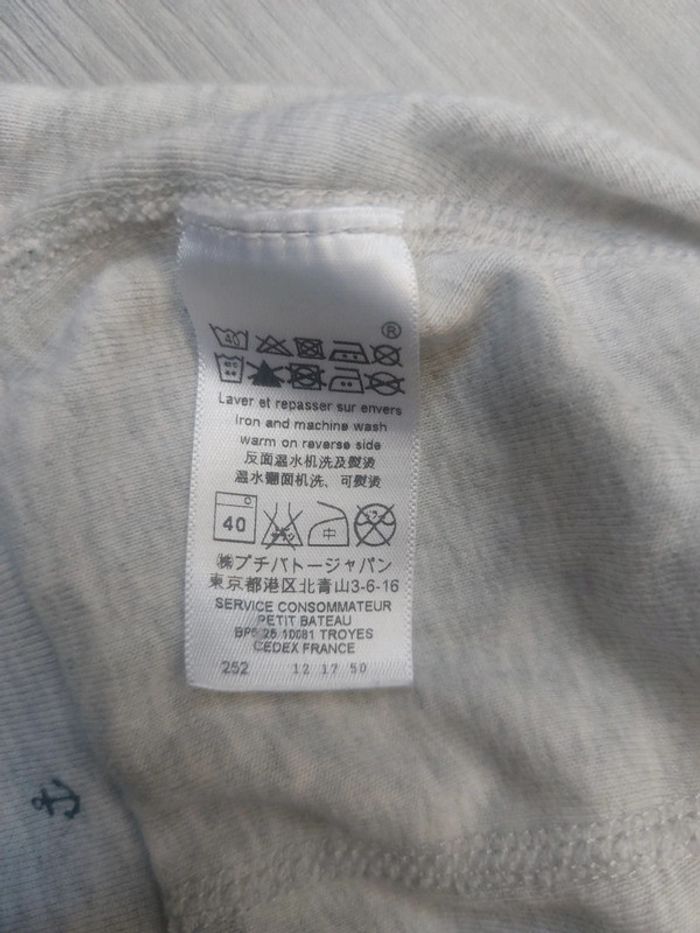 ®
40
Laver et repasser sur envers
Iron and machine wash
warm on reverse side
反面温水机洗及熨烫
温水翻面机洗、可熨烫
40 中
㈱プチバトージャパン
東京都港区北青山3-6-16
SERVICE CONSOMMATEUR
PETIT BATEAU
10081 TROYES
CEDEX FRANCE
252 12 17 50